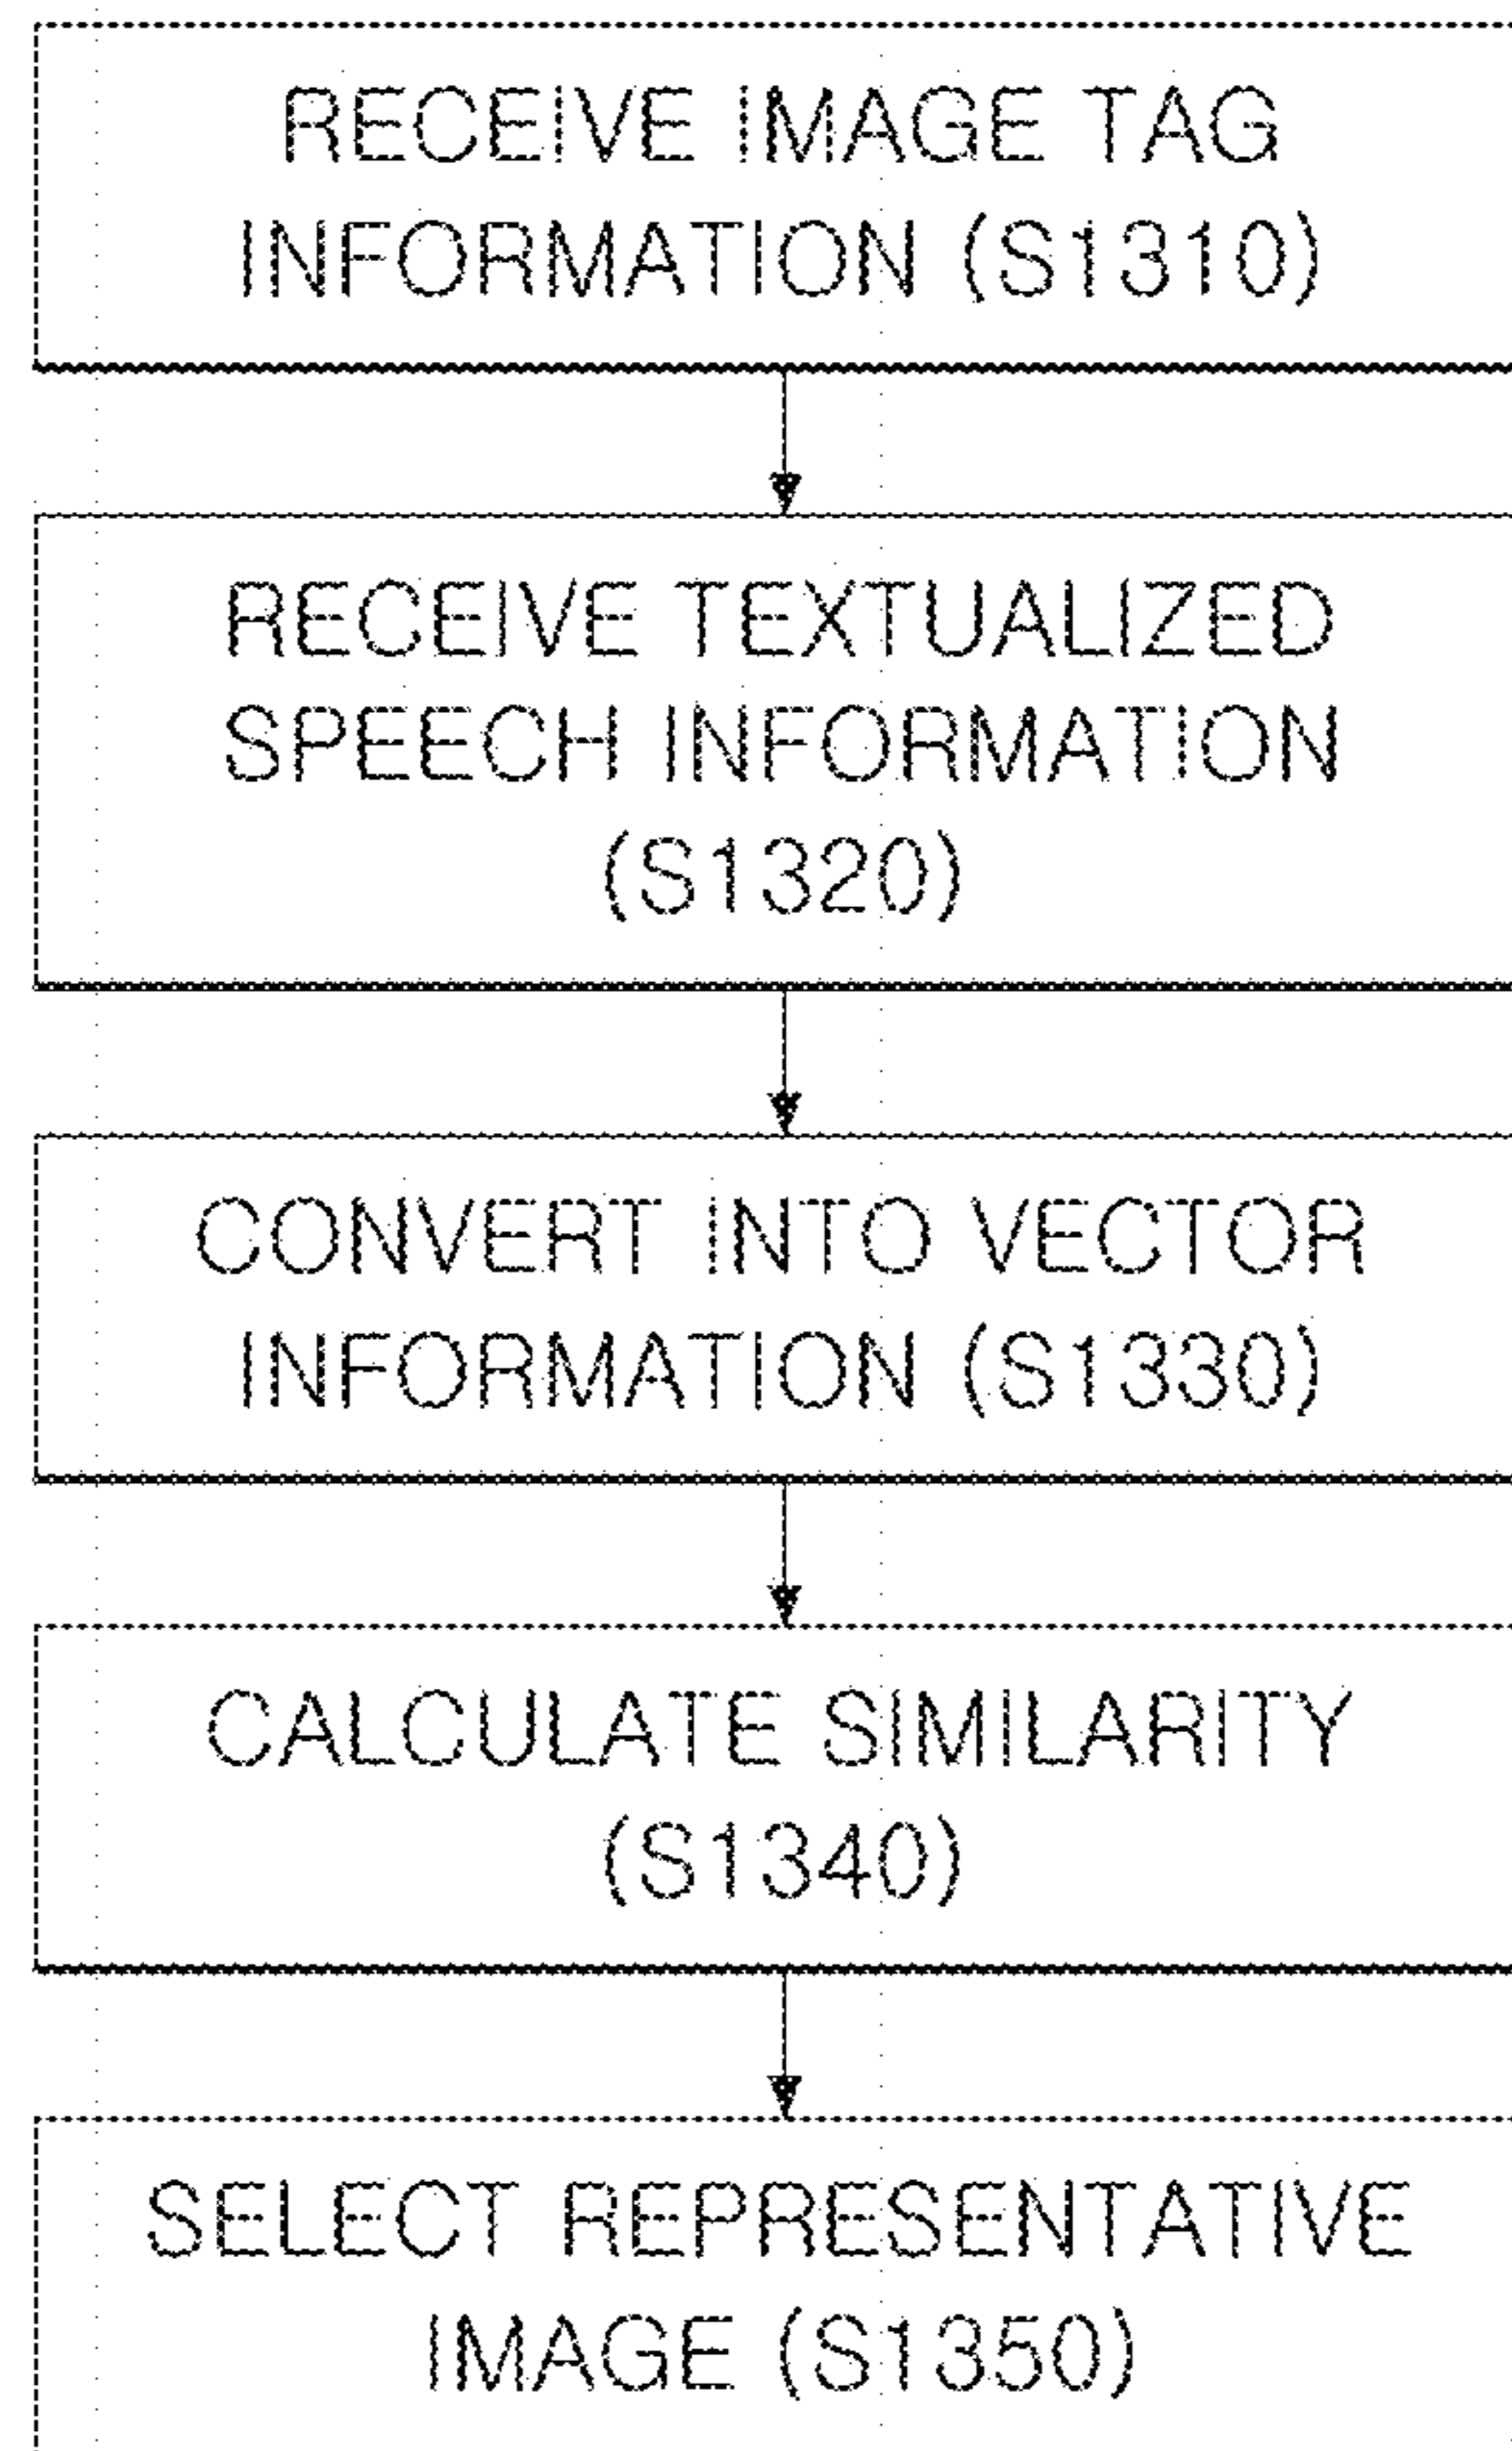 RECEIVE IMAGE TAG
INFORMATION (S1310)
RECEIVE TEXTUALIZED
SPEECH INFORMATION
(S1320)
CONVERT INTO VECTOR
INFORMATION (S1330)
CALCULATE SIMILARITY
(S1340)
SELECT REPRESENTATIVE
IMAGE (S1350)